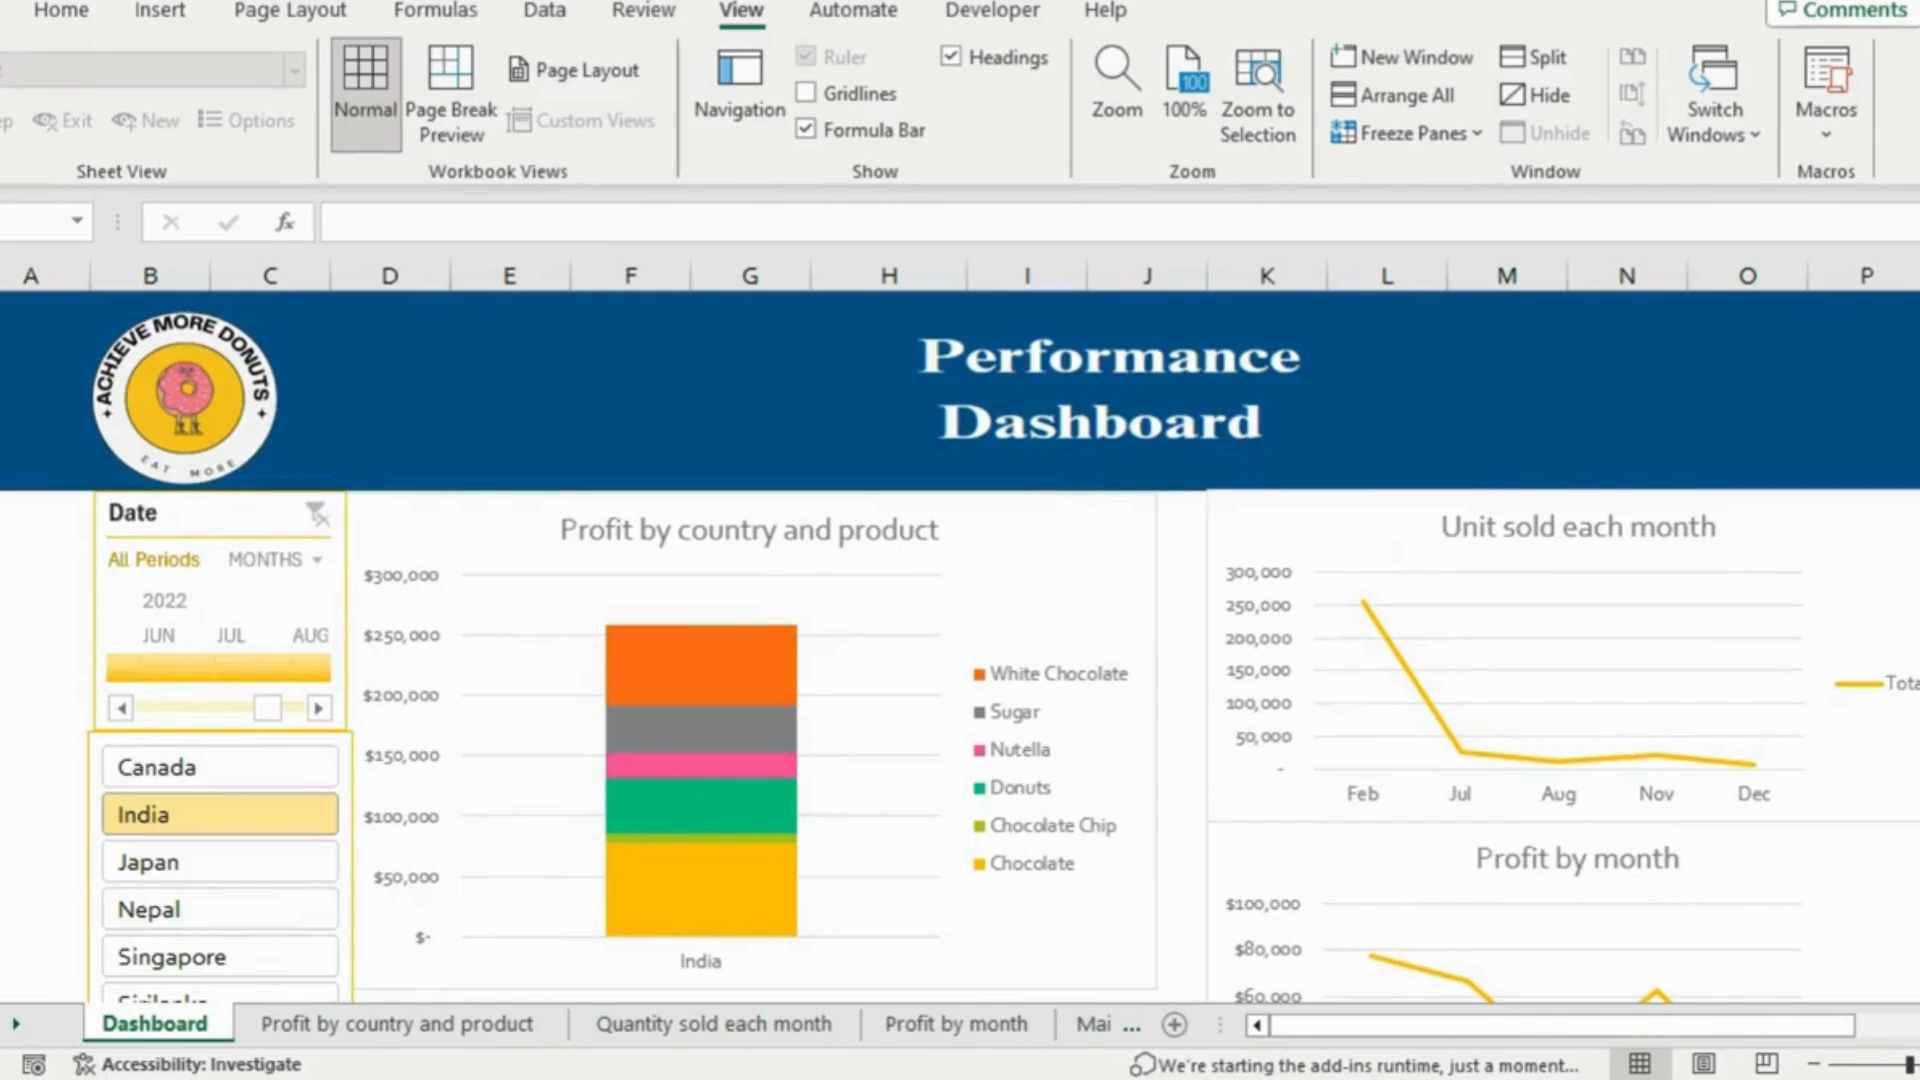 Home Insert Page Layout Formulas Data Review View Automate Developer Help Comments
Normal
Page Break
Preview
Page Layout
Custom Views
Exit New Options
Sheet View
Workbook Views
Navigation
Ruler
Gridlines
Formula Bar
Headings
Show
Zoom
100
100%
Zoom to
Selection
Zoom
New Window
Arrange All
Freeze Panes
Split
Hide
Unhide
Switch
Windows
Window
Macros
Macros
fx
A B C D E F G H I J K L M N O P
ACHIEVE MORE DONUTS
EAT MORE
Performance
Dashboard
Date
All Periods MONTHS
2022
JUN JUL AUG
Canada
India
Japan
Nepal
Singapore
Profit by country and product
$300,000
$250,000
$200,000
$150,000
$100,000
$50,000
$-
India
White Chocolate
Sugar
Nutella
Donuts
Chocolate Chip
Chocolate
Unit sold each month
300,000
250,000
200,000
150,000
100,000
50,000
-
Feb Jul Aug Nov Dec
Profit by month
$100,000
$80,000
$60,000
Dashboard Profit by country and product Quantity sold each month Profit by month Mai ...
Accessibility: Investigate
We're starting the add-ins runtime, just a moment...